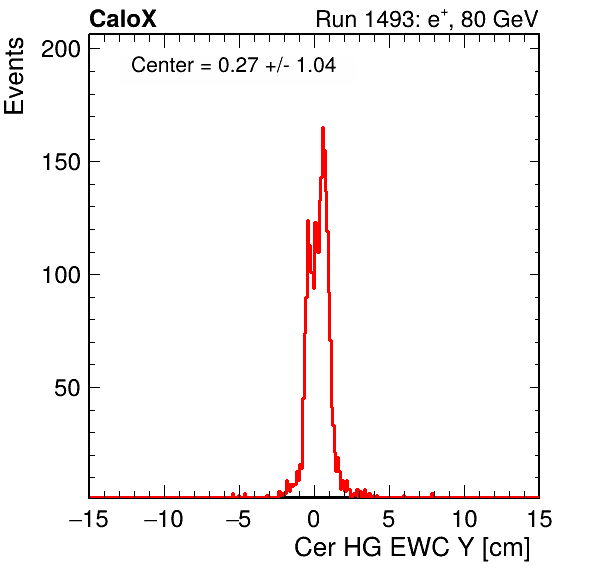 CaloX Run 1493: e⁺, 80 GeV
Center = 0.27 +/- 1.04
Events
200
150
100
50
−15 −10 −5 0 5 10 15
Cer HG EWC Y [cm]